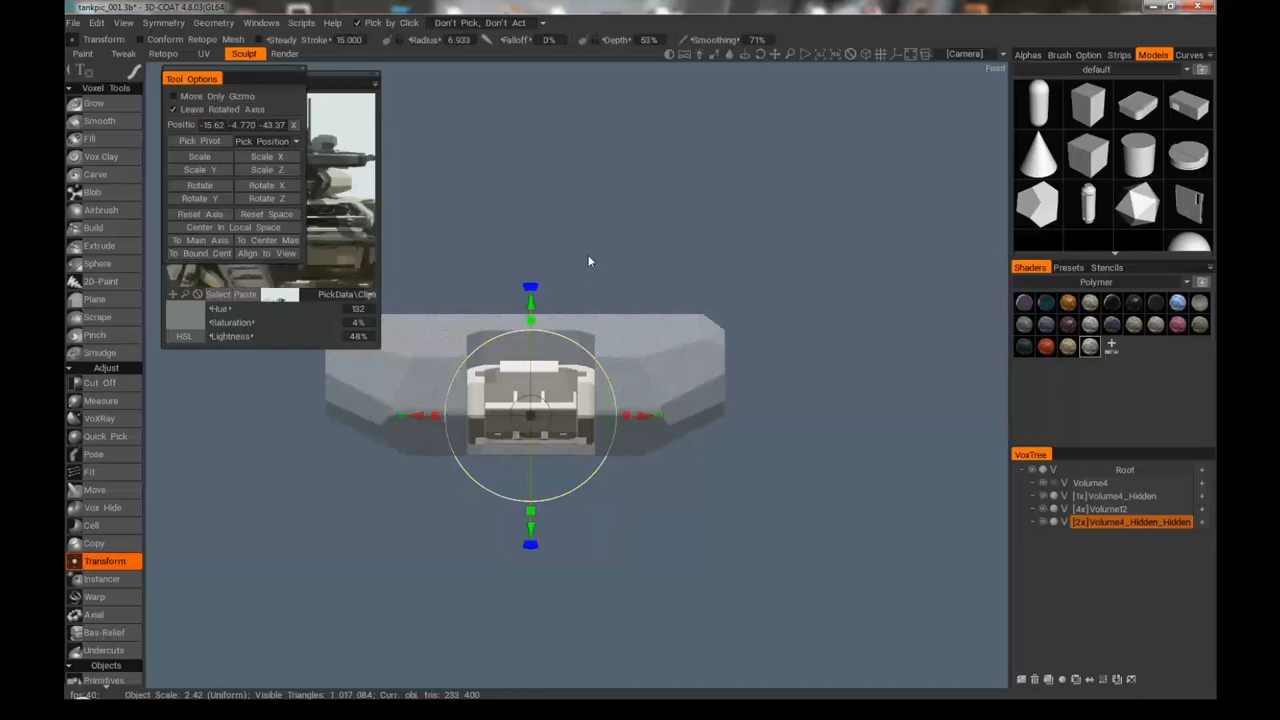 tankpic_001.3b* - 3D-COAT 4.8.03(GL64)
File Edit View Symmetry Geometry Windows Scripts Help Pick by Click Don't Pick, Don't Act
Transform Conform Retopo Mesh Steady Stroke 15.000 Radius 6.933 Falloff 0% Depth 53% Smoothing 71%
Paint Tweak Retopo UV Sculpt Render [Camera]
Front
Voxel Tools
Grow
Smooth
Fill
Vox Clay
Carve
Blob
Airbrush
Build
Extrude
Sphere
2D-Paint
Plane
Scrape
Pinch
Smudge
Adjust
Cut Off
Measure
VoxRay
Quick Pick
Pose
Fit
Move
Vox Hide
Cell
Copy
Transform
Instancer
Warp
Axial
Bas-Relief
Undercuts
Objects
Primitives
Tool Options
Move Only Gizmo
Leave Rotated Axes
Positio -15.62 -4.770 -43.37 X
Pick Pivot Pick Position
Scale Scale X
Scale Y Scale Z
Rotate Rotate X
Rotate Y Rotate Z
Reset Axis Reset Space
Center In Local Space
To Main Axis To Center Mas
To Bound Cent Align to View
Select Paste PickData\Clip
Hue 132
Saturation 4%
HSL Lightness 48%
Alphas Brush Option Strips Models Curves
default
Shaders Presets Stencils
Polymer
NEW
VoxTree
Root
Volume4
[1x]Volume4_Hidden
[4x]Volume12
[2x]Volume4_Hidden_Hidden
fps:40; Object Scale: 2.42 (Uniform); Visible Triangles: 1 017 084; Curr. obj. tris: 233 400